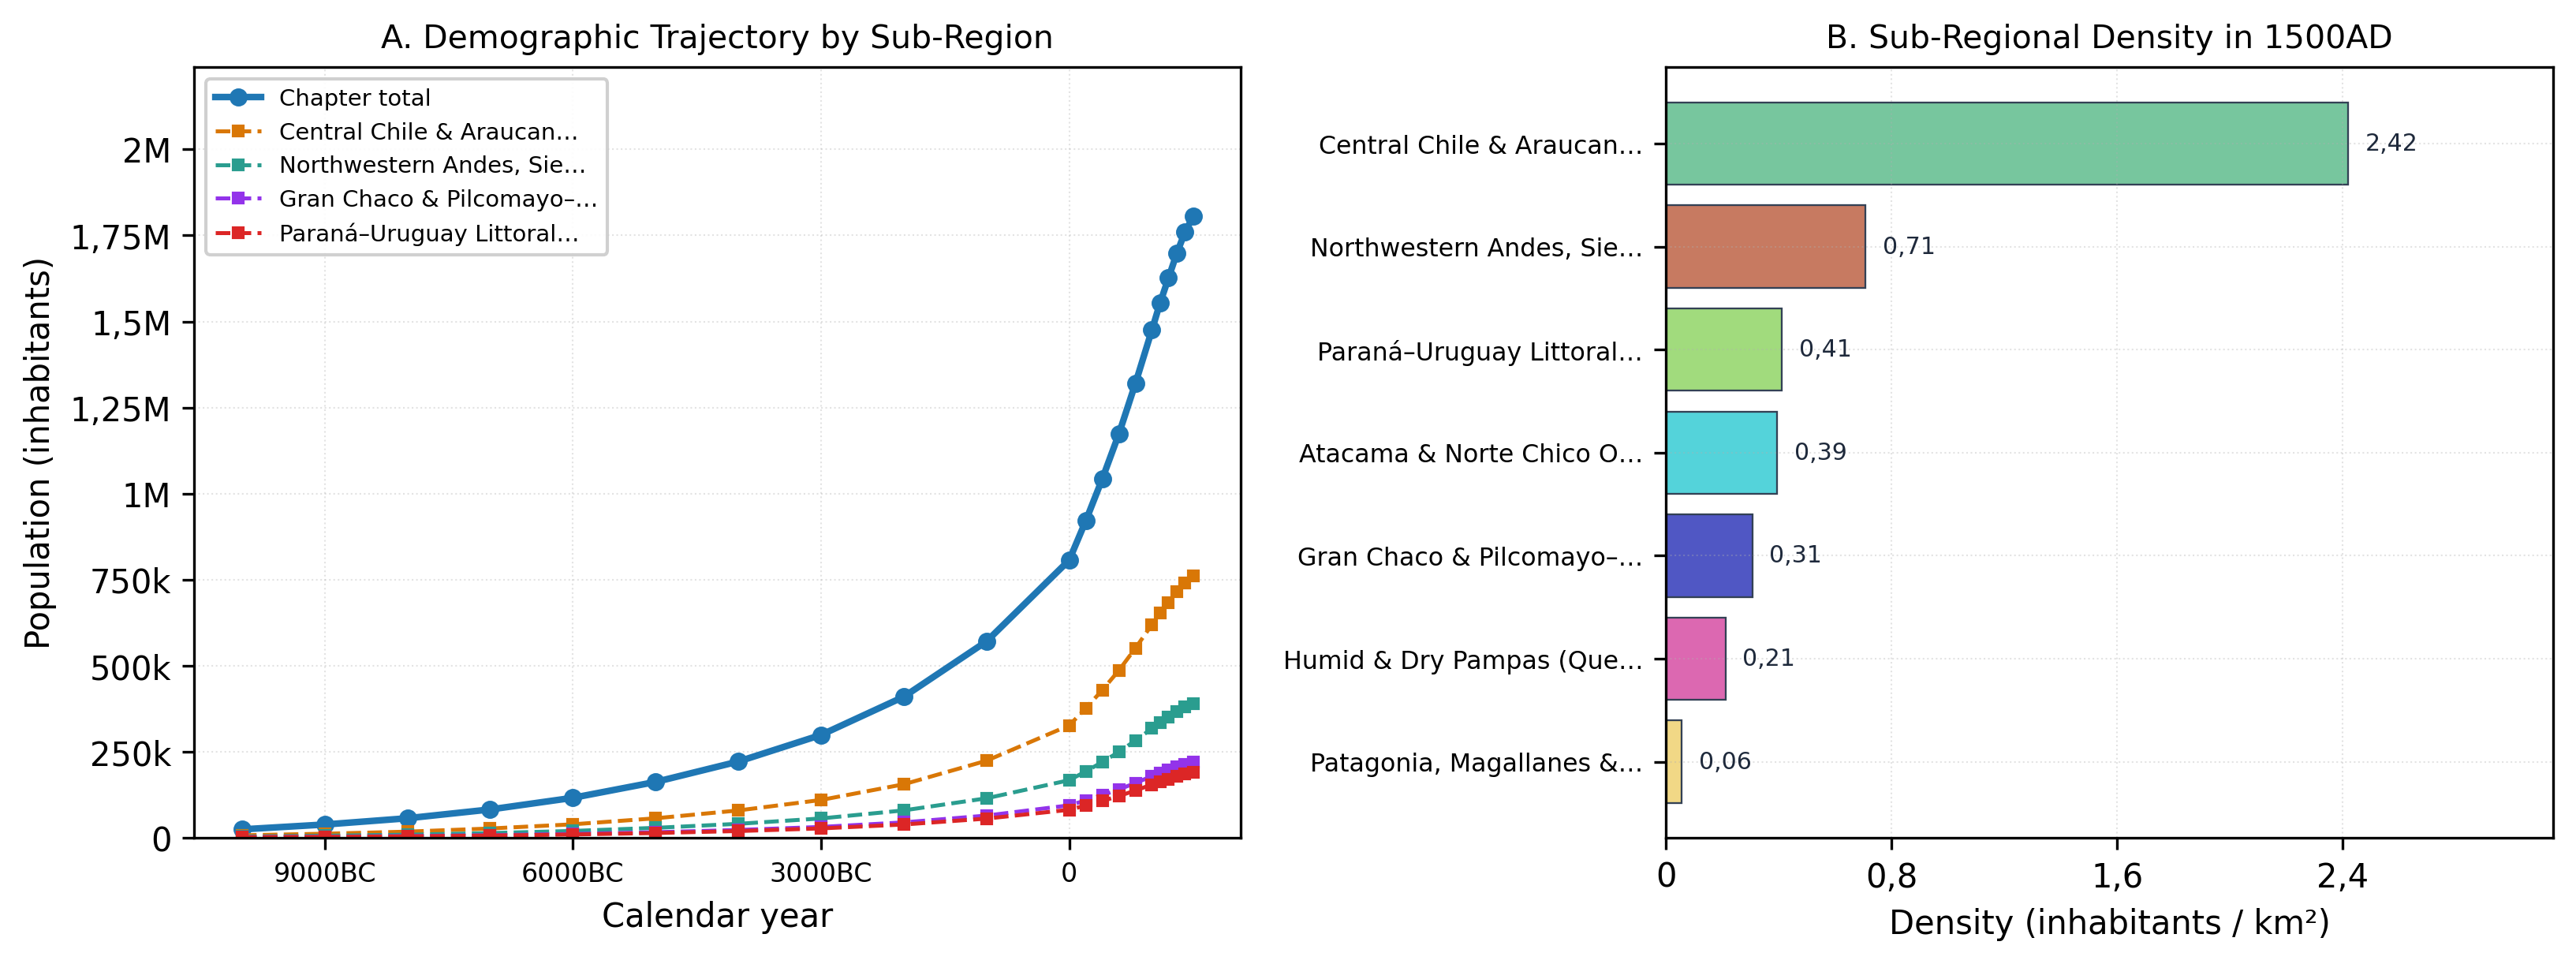 A. Demographic Trajectory by Sub-Region
Chapter total
Central Chile & Araucan...
Northwestern Andes, Sie...
Gran Chaco & Pilcomayo–...
Paraná–Uruguay Littoral...
Population (inhabitants)
2M
1,75M
1,5M
1,25M
1M
750k
500k
250k
0
9000BC
6000BC
3000BC
0
Calendar year
B. Sub-Regional Density in 1500AD
Central Chile & Araucan... 2,42
Northwestern Andes, Sie... 0,71
Paraná–Uruguay Littoral... 0,41
Atacama & Norte Chico O... 0,39
Gran Chaco & Pilcomayo–... 0,31
Humid & Dry Pampas (Que... 0,21
Patagonia, Magallanes &... 0,06
0
0,8
1,6
2,4
Density (inhabitants / km²)